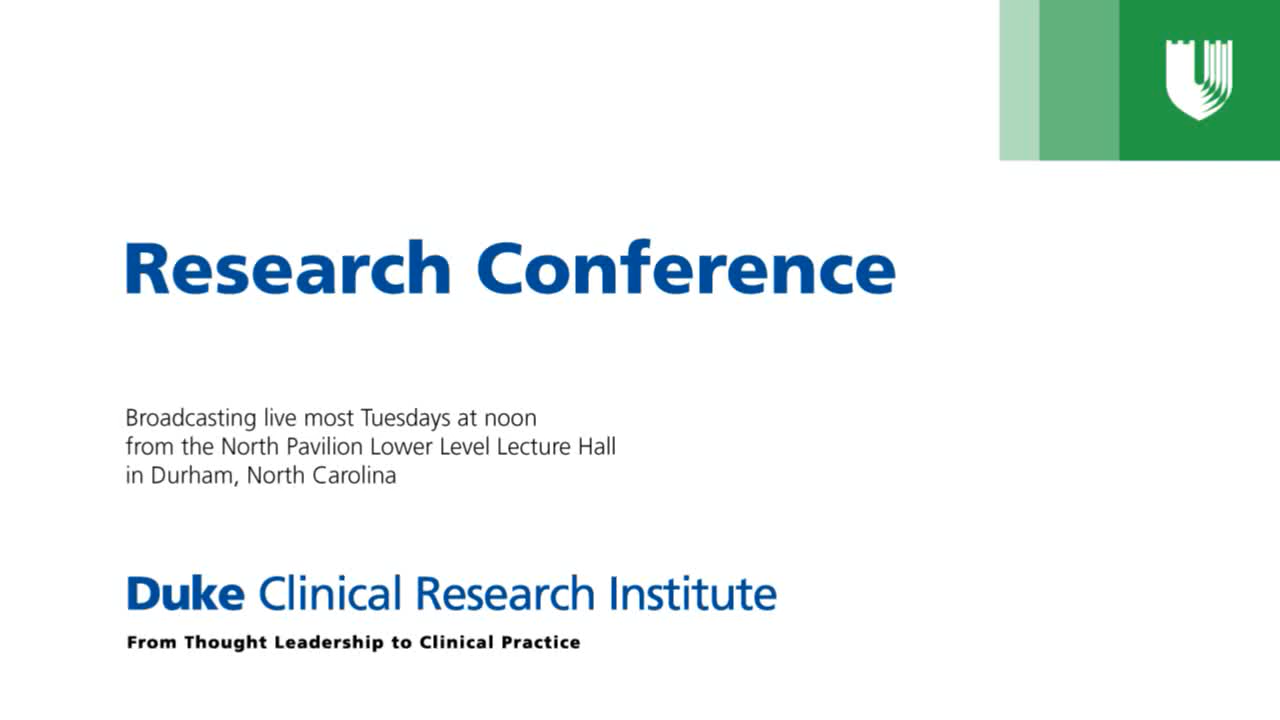 Research Conference
Broadcasting live most Tuesdays at noon
from the North Pavilion Lower Level Lecture Hall
in Durham, North Carolina
Duke Clinical Research Institute
From Thought Leadership to Clinical Practice